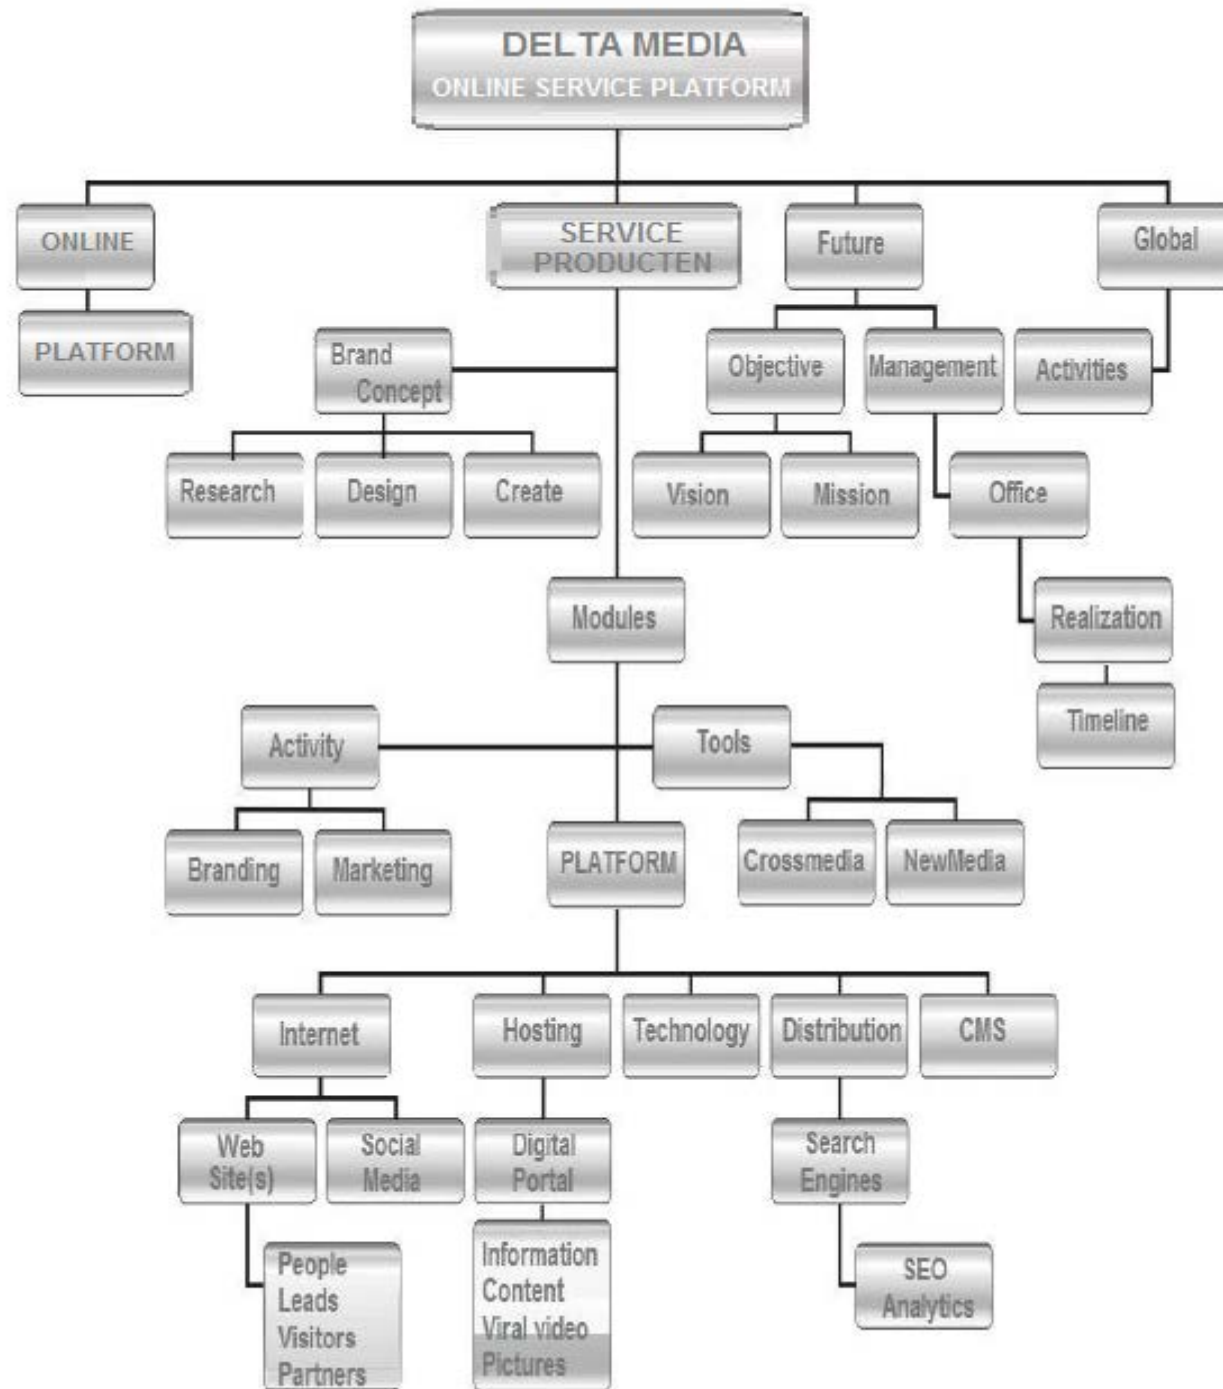 DELTA MEDIA
ONLINE SERVICE PLATFORM
ONLINE
SERVICE
PRODUCTEN
Future
Global
PLATFORM
Brand
Concept
Objective
Management
Activities
Research
Design
Create
Vision
Mission
Office
Modules
Realization
Timeline
Activity
Tools
Branding
Marketing
PLATFORM
Crossmedia
NewMedia
Internet
Hosting
Technology
Distribution
CMS
Web
Site(s)
Social
Media
Digital
Portal
Search
Engines
People
Leads
Visitors
Partners
Information
Content
Viral video
Pictures
SEO
Analytics